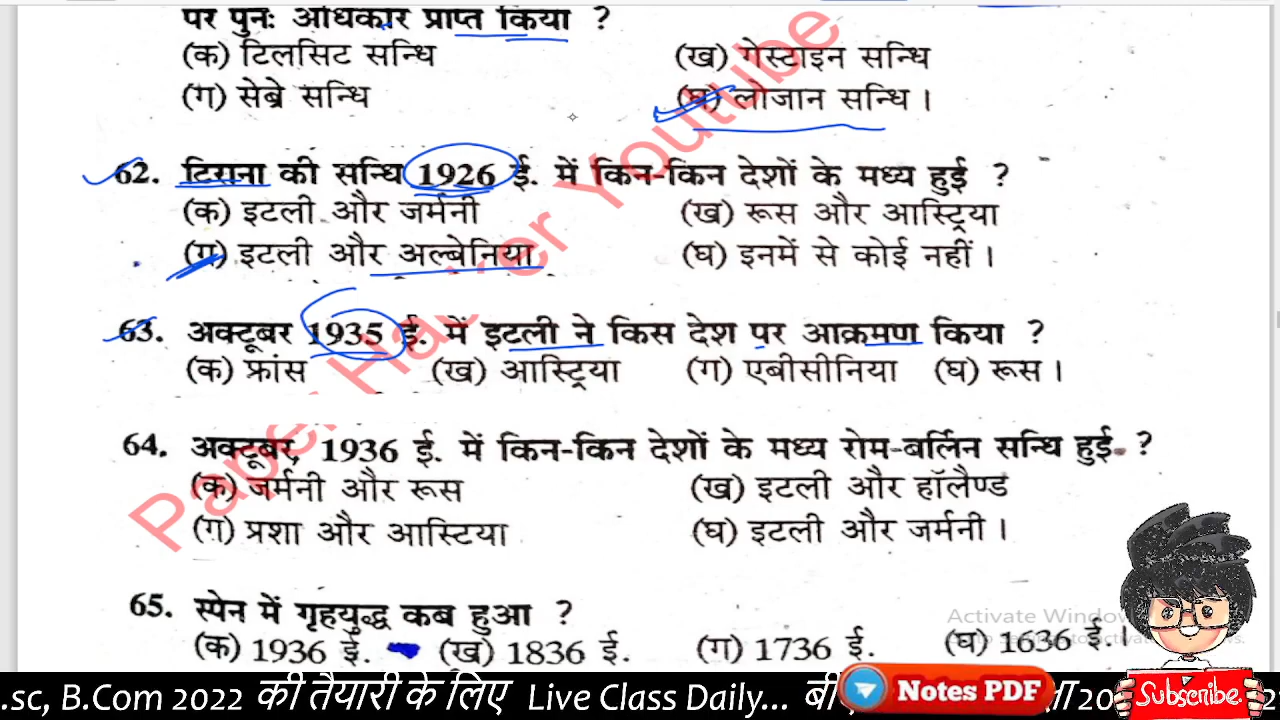 पर पुनः अधिकार प्राप्त किया ?
(क) टिलसिट सन्धि (ख) गेस्टाइन सन्धि
(ग) सेब्रे सन्धि (घ) लोजान सन्धि ।
62. टिराना की सन्धि 1926 ई. में किन-किन देशों के मध्य हुई ?
(क) इटली और जर्मनी (ख) रूस और आस्ट्रिया
(ग) इटली और अल्बेनिया (घ) इनमें से कोई नहीं ।
63. अक्टूबर 1935 ई. में इटली ने किस देश पर आक्रमण किया ?
(क) फ्रांस (ख) आस्ट्रिया (ग) एबीसीनिया (घ) रूस ।
64. अक्टूबर, 1936 ई. में किन-किन देशों के मध्य रोम-बर्लिन सन्धि हुई ?
(क) जर्मनी और रूस (ख) इटली और हॉलैण्ड
(ग) प्रशा और आस्टिया (घ) इटली और जर्मनी ।
65. स्पेन में गृहयुद्ध कब हुआ ?
(क) 1936 ई. (ख) 1836 ई. (ग) 1736 ई. (घ) 1636 ई. ।
Paper Hacker Youtube
Activate Windows
.sc, B.Com 2022 की तैयारी के लिए Live Class Daily...
Notes PDF
Subscribe